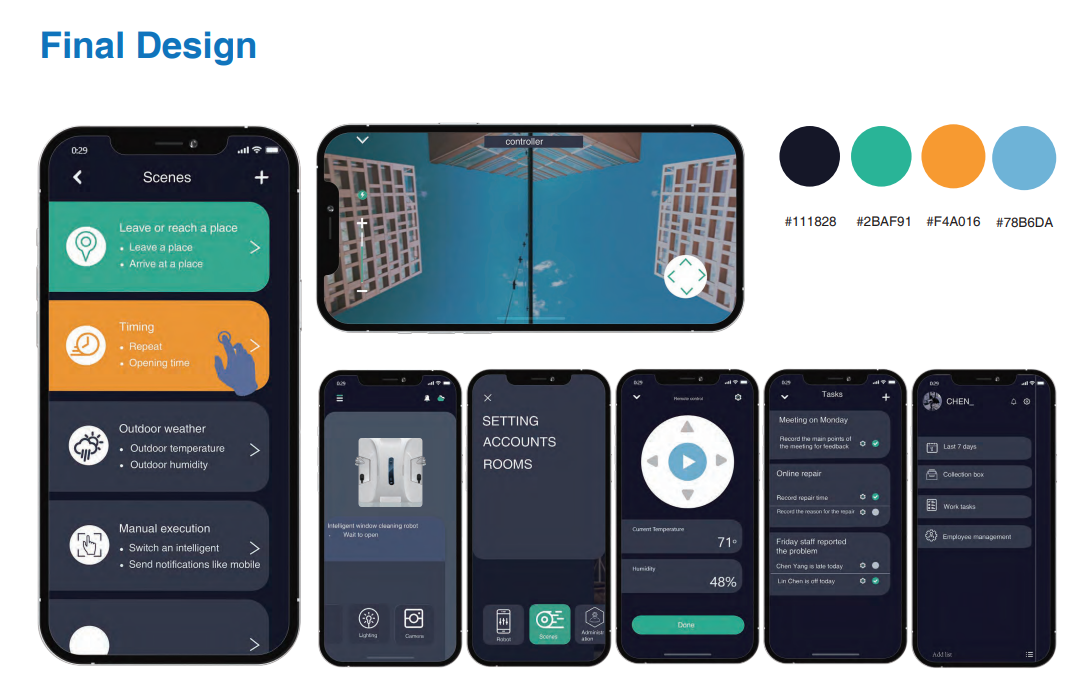 Final Design
0:29
Scenes
Leave or reach a place
• Leave a place
• Arrive at a place
Timing
• Repeat
• Opening time
Outdoor weather
• Outdoor temperature
• Outdoor humidity
Manual execution
• Switch an intelligent
• Send notifications like mobile
controller
#111828
#2BAF91
#F4A016
#78B6DA
0:29
Intelligent window cleaning robot
- Wait to open
Lighting
Camera
SETTING
ACCOUNTS
ROOMS
Robot
Scenes
Administr
ation
0:29
Remote control
Current Temperature
71°
Humidity
48%
Done
0:29
Tasks
Meeting on Monday
Record the main points of
the meeting for feedback
Online repair
Record repair time
Record the reason for the repair
Friday staff reported
the problem
Chen Yang is late today
Lin Chen is off today
0:29
CHEN_
Last 7 days
Collection box
Work tasks
Employee management
Add list